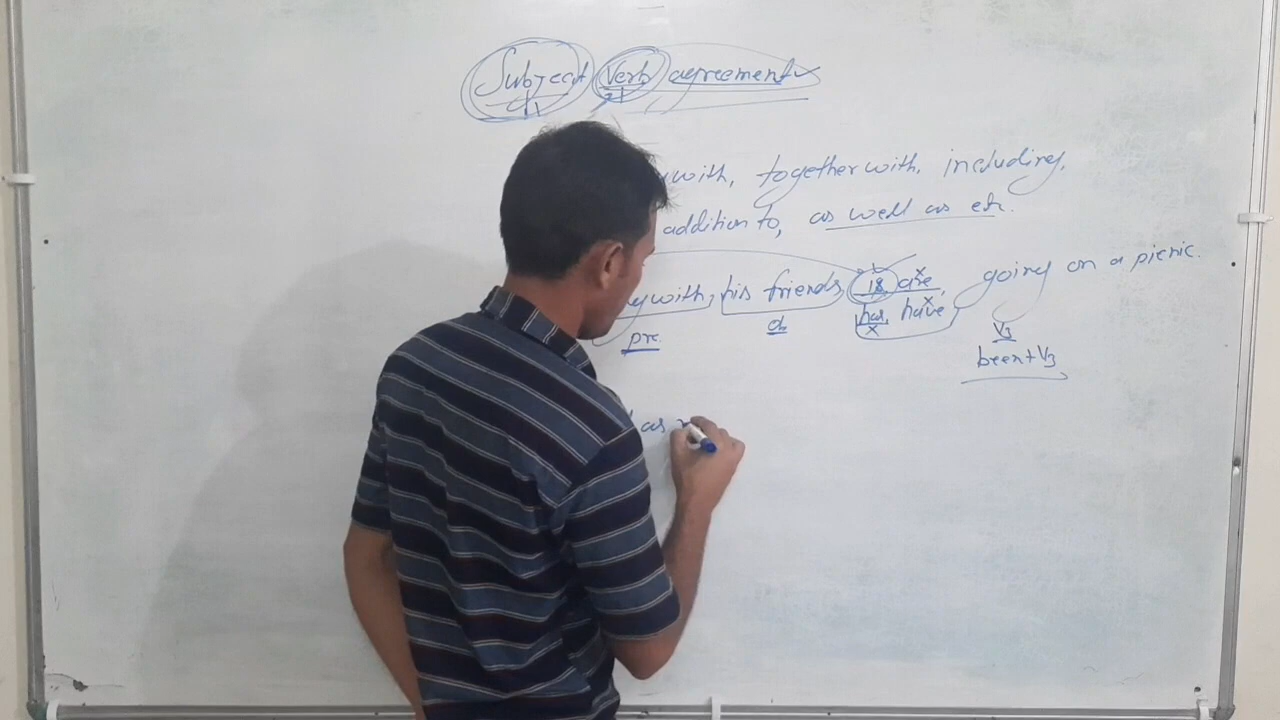 Subject Verb agreement
with, together with, including,
addition to, as well as etc.
with, his friends is are, going on a picnic.
has, have
pre.
V3
been+V3
as